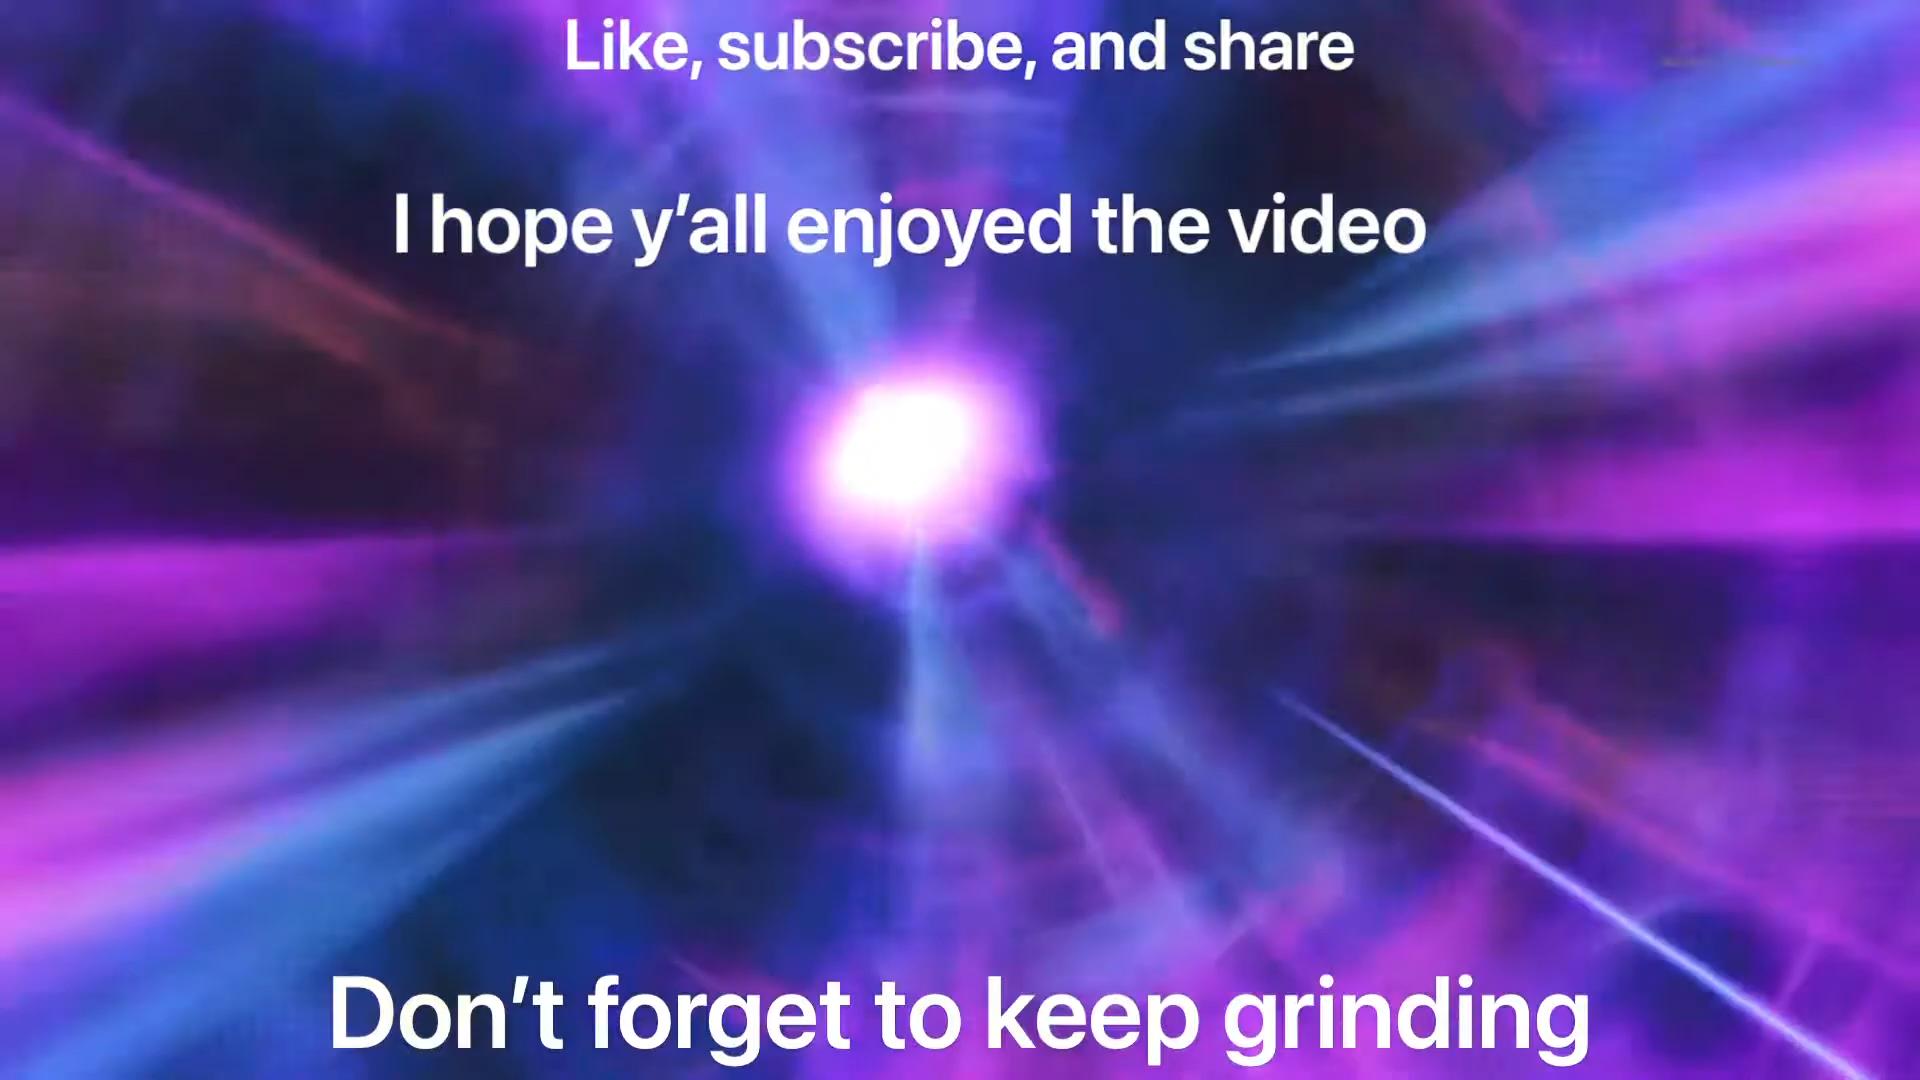 Like, subscribe, and share
I hope y’all enjoyed the video
Don’t forget to keep grinding